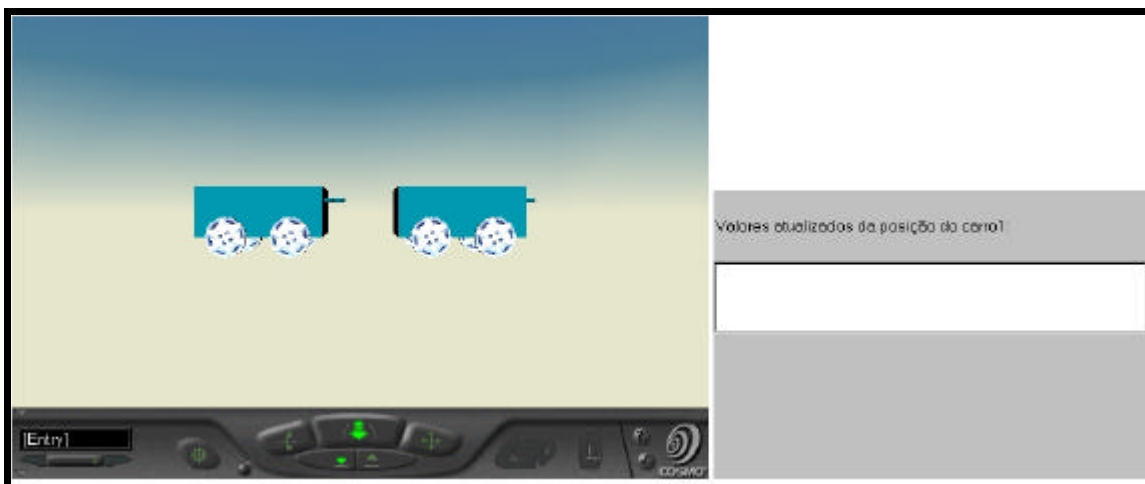 Valores atualizados da posição do carro1:
[Entry]
COSMO